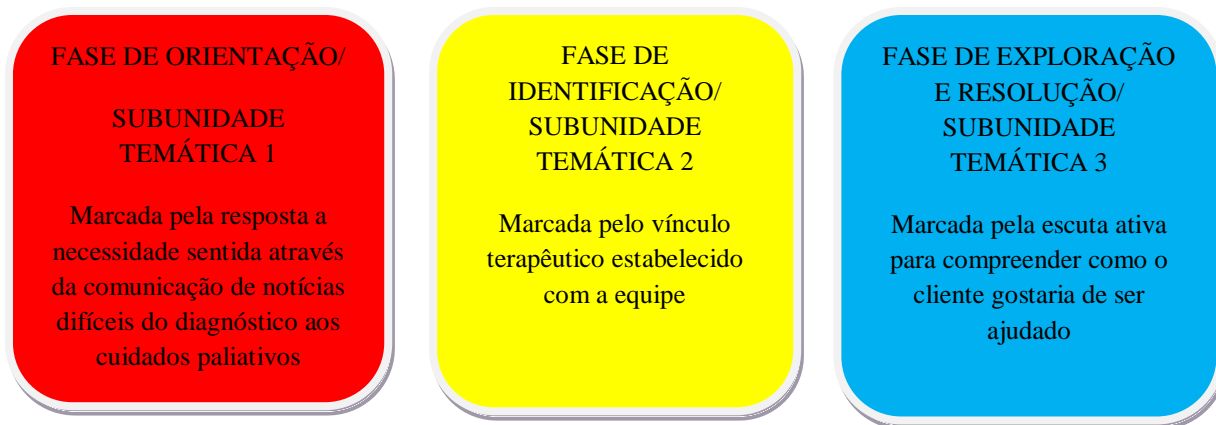 FASE DE ORIENTAÇÃO/
SUBUNIDADE
TEMÁTICA 1
Marcada pela resposta a
necessidade sentida através
da comunicação de notícias
difíceis do diagnóstico aos
cuidados paliativos
FASE DE
IDENTIFICAÇÃO/
SUBUNIDADE
TEMÁTICA 2
Marcada pelo vínculo
terapêutico estabelecido
com a equipe
FASE DE EXPLORAÇÃO
E RESOLUÇÃO/
SUBUNIDADE
TEMÁTICA 3
Marcada pela escuta ativa
para compreender como o
cliente gostaria de ser
ajudado